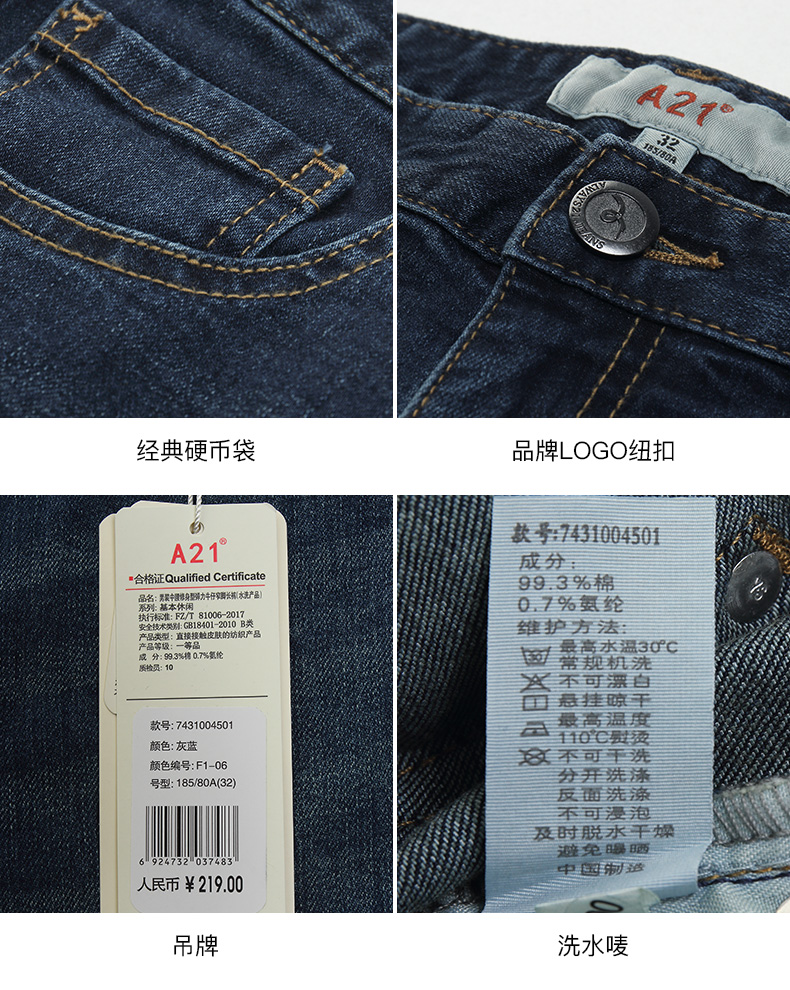 A21®
32
185/80A
经典硬币袋
品牌LOGO纽扣
A21®
合格证Qualified Certificate
品名: 男装中腰修身型弹力牛仔窄脚长裤(水洗产品)
系列: 基本休闲
执行标准: FZ/T 81006-2017
安全技术类别: GB18401-2010 B类
产品类型: 直接接触皮肤的纺织产品
产品等级: 一等品
成 分: 99.3%棉 0.7%氨纶
质检员: 10
款号: 7431004501
颜色: 灰蓝
颜色编号: F1-06
号型: 185/80A(32)
6 924732 037483
人民币 ¥ 219.00
款号:7431004501
成分:
99.3%棉
0.7%氨纶
维护方法:
最高水温30℃
常规机洗
不可漂白
悬挂晾干
最高温度
110℃熨烫
不可干洗
分开洗涤
反面洗涤
不可浸泡
及时脱水干燥
避免曝晒
中国制造
吊牌
洗水唛